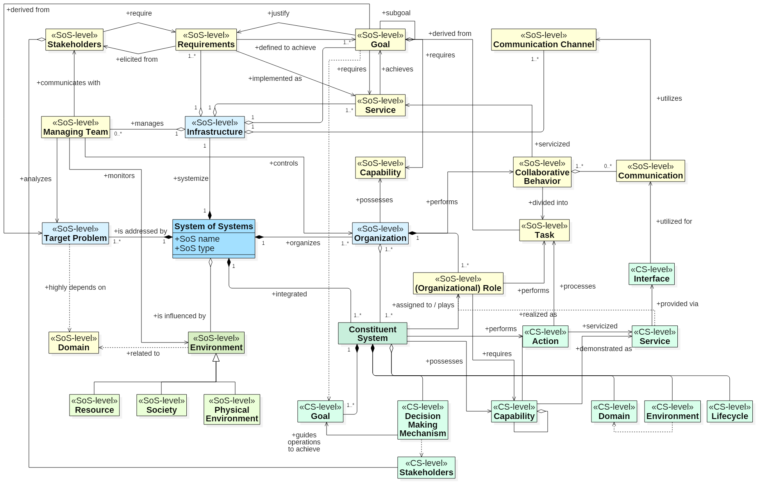 +derived from
+require
+justify
+subgoal
«SoS-level»
Stakeholders
«SoS-level»
Requirements
«SoS-level»
Goal
+derived from
«SoS-level»
Communication Channel
+defined to achieve
1..*
+requires
1..*
+elicited from
+requires
+achieves
+communicates with
+implemented as
+utilizes
«SoS-level»
Service
1..*
«SoS-level»
Managing Team
+manages
0..*
1
«SoS-level»
Infrastructure
1
1
1
1
1
+servicized
+analyzes
+monitors
+controls
«SoS-level»
Capability
«SoS-level»
Collaborative
Behavior
1..*
0..*
«SoS-level»
Communication
+systemize
+possesses
+performs
+divided into
1
«SoS-level»
Target Problem
1..*
+is addressed by
1
System of Systems
+SoS name
+SoS type
1
+organizes
1..*
«SoS-level»
Organization
1
«SoS-level»
Task
+utilized for
1
1
1..*
+highly depends on
+integrated
«SoS-level»
(Organizational) Role
+performs
+processes
«CS-level»
Interface
+assigned to / plays
+provided via
+is influenced by
1..*
1..*
+realized as
«SoS-level»
Domain
+related to
«SoS-level»
Environment
Constituent
System
+performs
«CS-level»
Action
+servicized
«CS-level»
Service
1
+possesses
+requires
+demonstrated as
«SoS-level»
Resource
«SoS-level»
Society
«SoS-level»
Physical
Environment
«CS-level»
Goal
1..*
«CS-level»
Decision
Making
Mechanism
«CS-level»
Capability
«CS-level»
Domain
«CS-level»
Environment
«CS-level»
Lifecycle
+guides
operations
to achieve
«CS-level»
Stakeholders